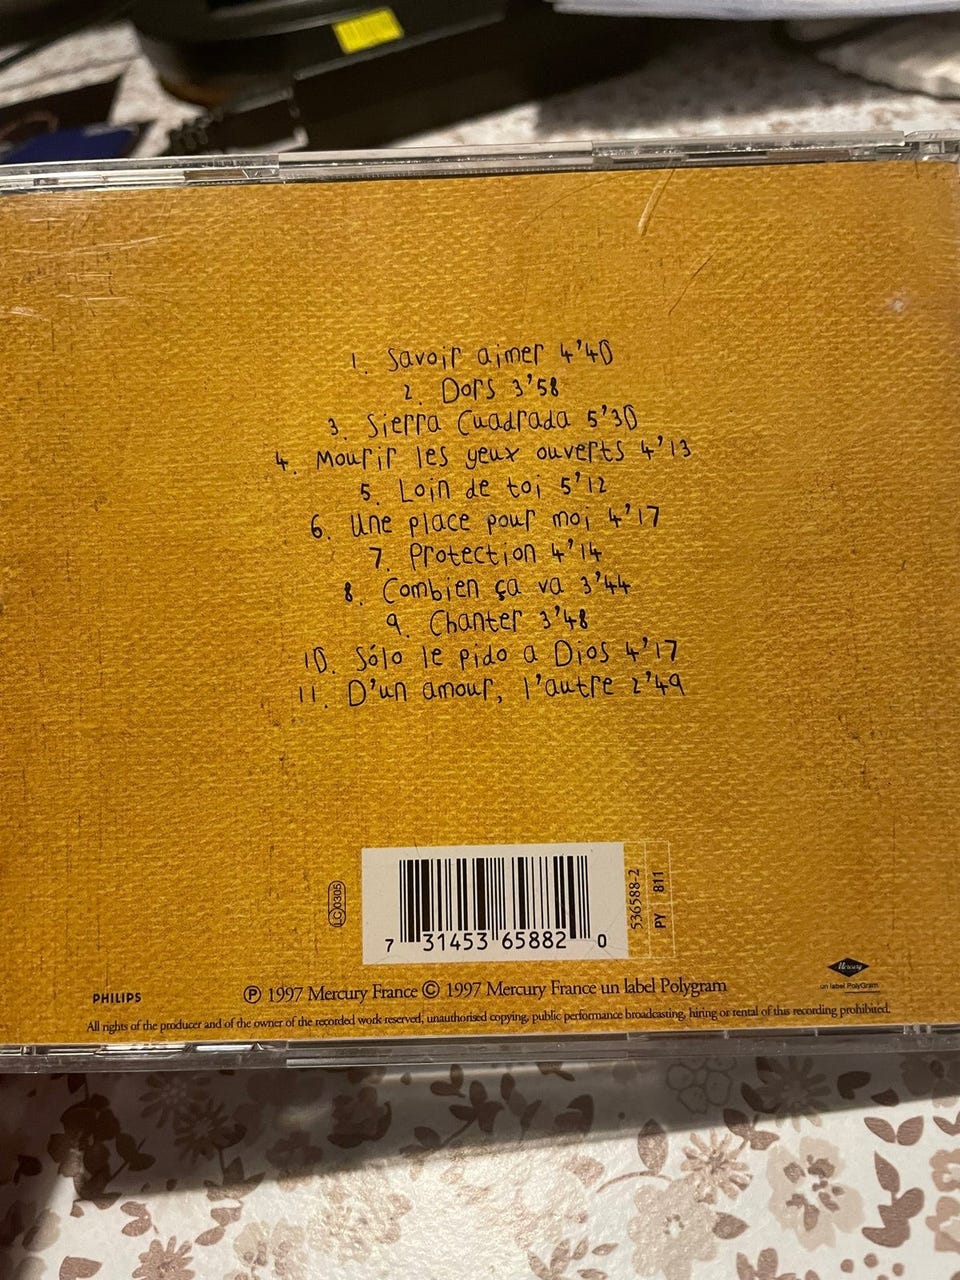 1. Savoir aimer 4'40
2. Dors 3'58
3. Sierra Cuadrada 5'30
4. Mourir les yeux ouverts 4'13
5. Loin de toi 5'12
6. Une place pour moi 4'17
7. Protection 4'14
8. Combien ça va 3'44
9. Chanter 3'48
10. Sólo le pido a Dios 4'17
11. D'un amour, l'autre 2'49
LC 0305
7 31453 65882 0
536588-2
PY 811
Mercury
un label PolyGram
PHILIPS
℗ 1997 Mercury France © 1997 Mercury France un label Polygram
All rights of the producer and of the owner of the recorded work reserved, unauthorised copying, public performance broadcasting, hiring or rental of this recording prohibited.